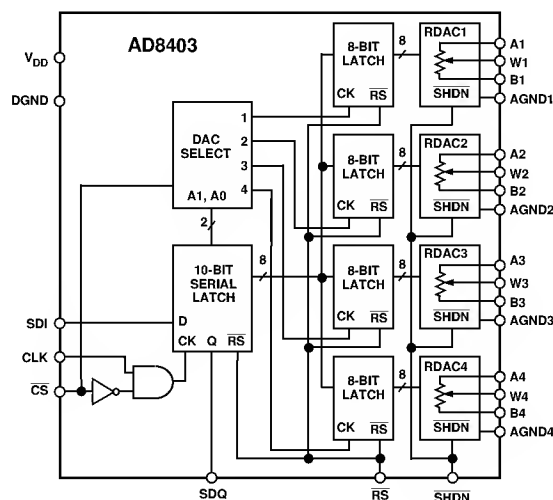 AD8403
V_DD
DGND
SDI
CLK
CS
DAC
SELECT
1
2
3
4
A1, A0
2
10-BIT
SERIAL
LATCH
D
CK Q RS
8
8-BIT
LATCH
CK RS
8
RDAC1
SHDN
A1
W1
B1
AGND1
8-BIT
LATCH
CK RS
8
RDAC2
SHDN
A2
W2
B2
AGND2
8-BIT
LATCH
CK RS
8
RDAC3
SHDN
A3
W3
B3
AGND3
8-BIT
LATCH
CK RS
8
RDAC4
SHDN
A4
W4
B4
AGND4
SDQ
RS
SHDN